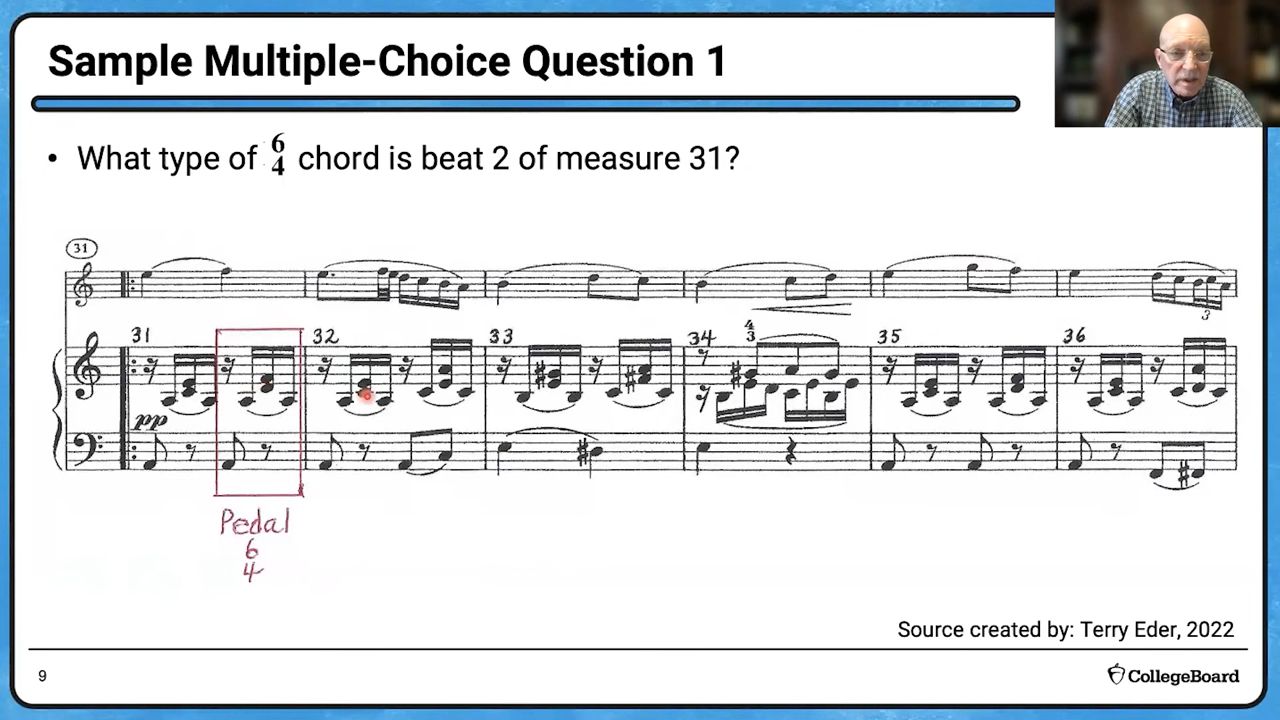 Sample Multiple-Choice Question 1
• What type of 6/4 chord is beat 2 of measure 31?
31
31 32 33 34 35 36
4
3
3
pp
Pedal
6
4
Source created by: Terry Eder, 2022
9
CollegeBoard